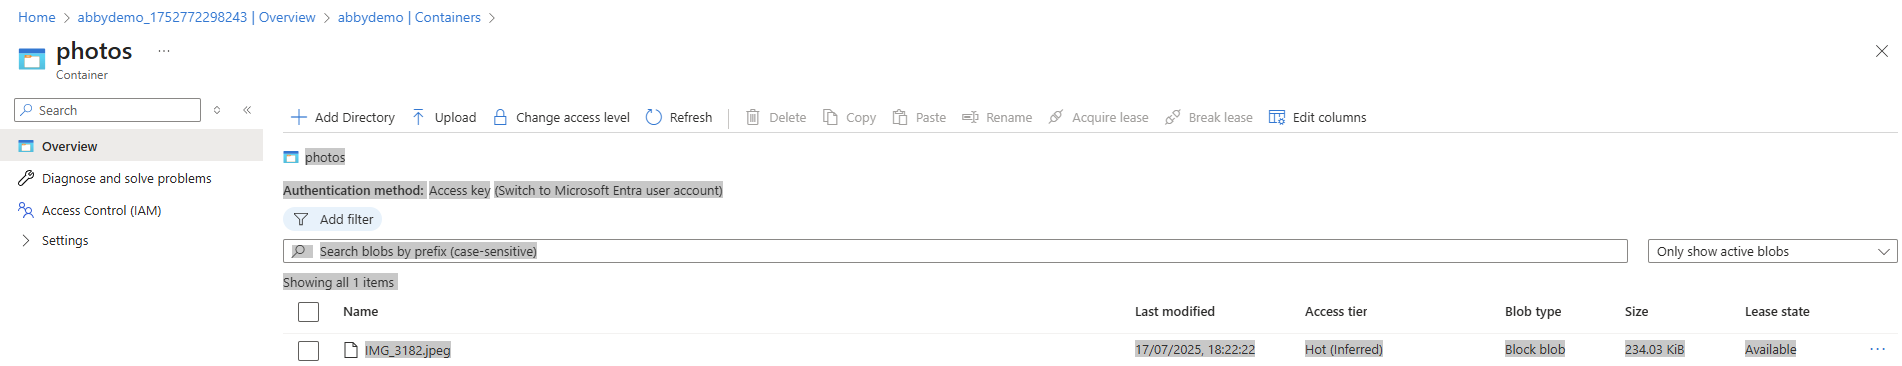 Home > abbydemo_1752772298243 | Overview > abbydemo | Containers >
photos ...
Container
Search
Overview
Diagnose and solve problems
Access Control (IAM)
Settings
Add Directory Upload Change access level Refresh Delete Copy Paste Rename Acquire lease Break lease Edit columns
photos
Authentication method: Access key (Switch to Microsoft Entra user account)
Add filter
Search blobs by prefix (case-sensitive) Only show active blobs
Showing all 1 items
Name Last modified Access tier Blob type Size Lease state
IMG_3182.jpeg 17/07/2025, 18:22:22 Hot (Inferred) Block blob 234.03 KiB Available ...